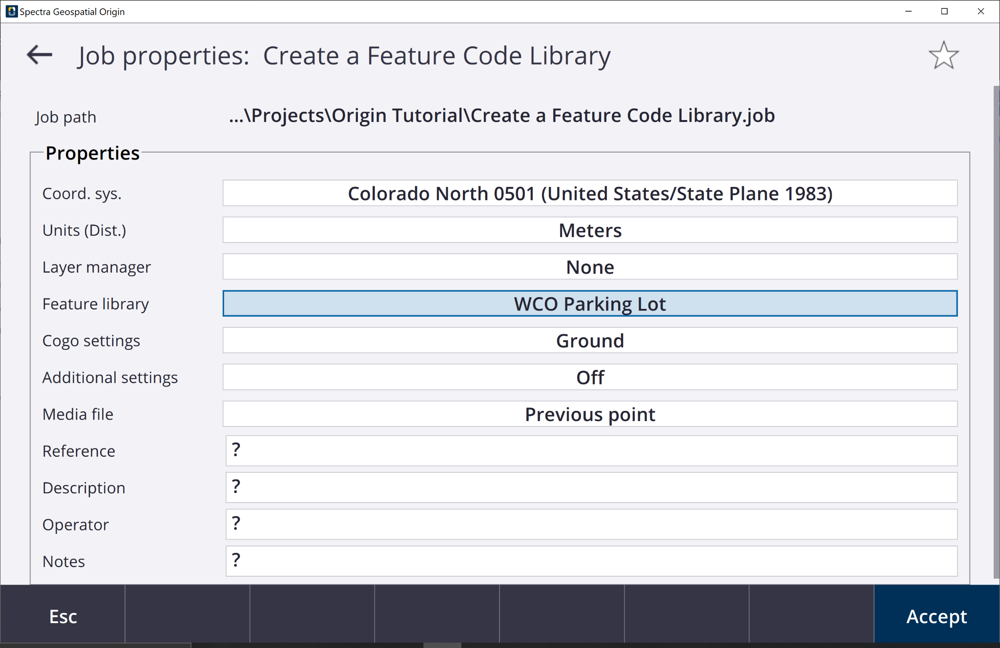 Spectra Geospatial Origin
Job properties: Create a Feature Code Library
Job path ...\Projects\Origin Tutorial\Create a Feature Code Library.job
Properties
Coord. sys. Colorado North 0501 (United States/State Plane 1983)
Units (Dist.) Meters
Layer manager None
Feature library WCO Parking Lot
Cogo settings Ground
Additional settings Off
Media file Previous point
Reference ?
Description ?
Operator ?
Notes ?
Esc Accept